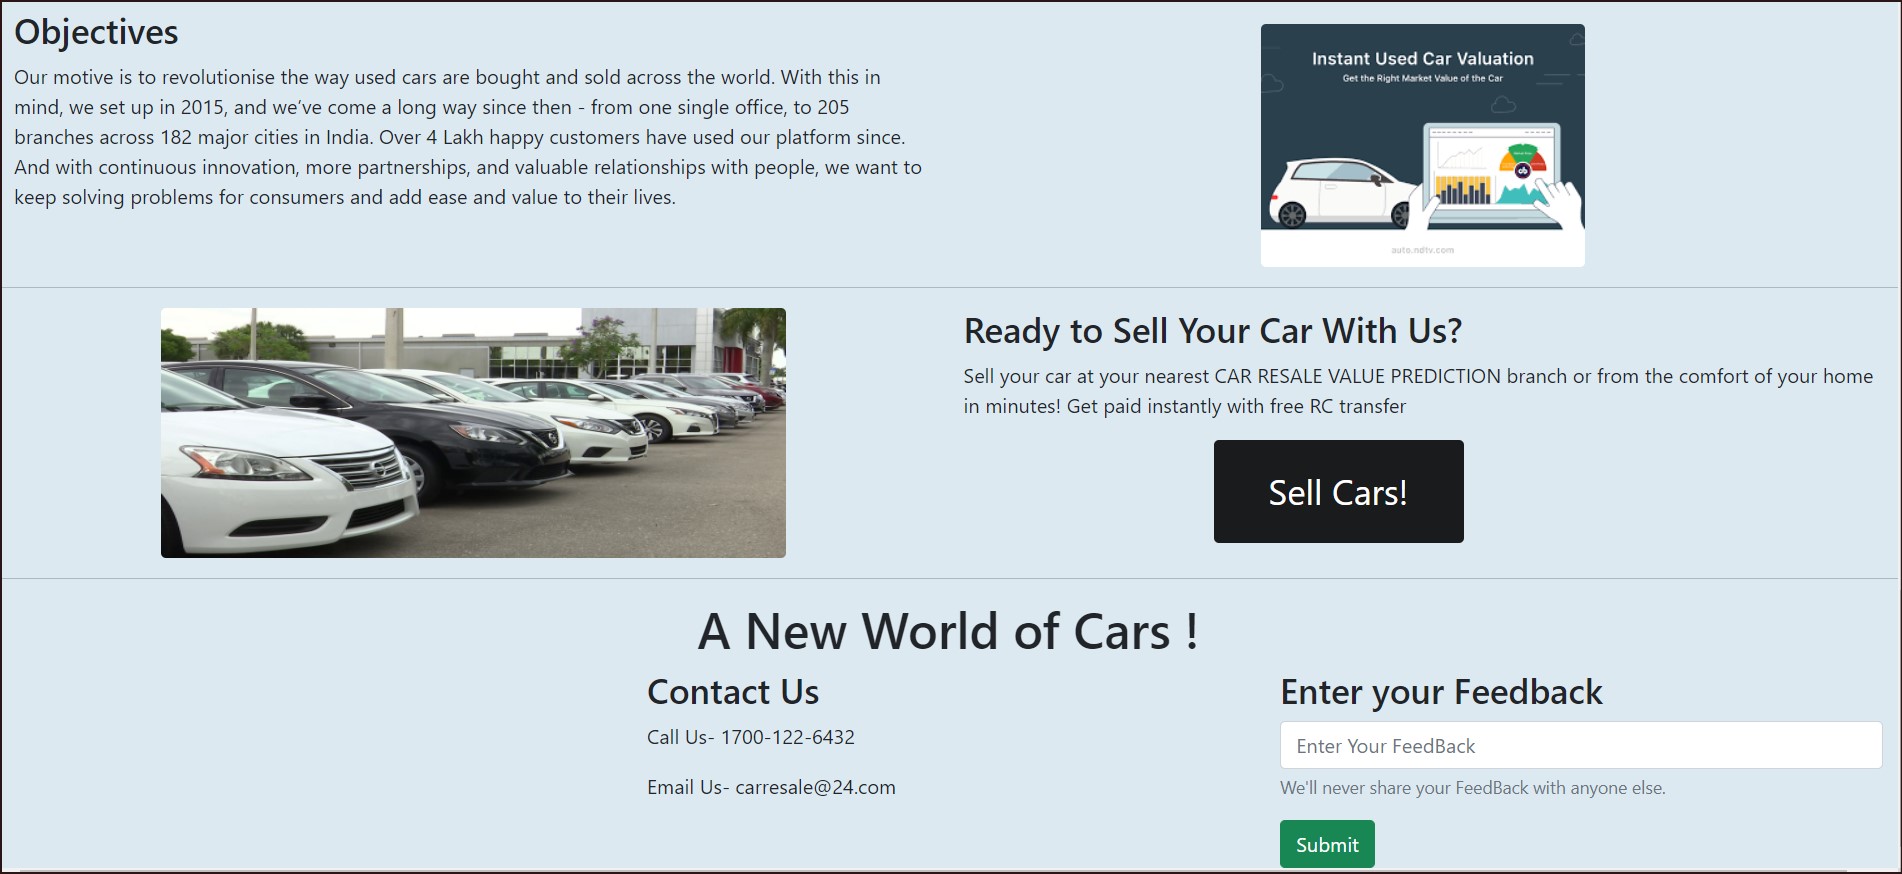 Objectives
Our motive is to revolutionise the way used cars are bought and sold across the world. With this in
mind, we set up in 2015, and we’ve come a long way since then - from one single office, to 205
branches across 182 major cities in India. Over 4 Lakh happy customers have used our platform since.
And with continuous innovation, more partnerships, and valuable relationships with people, we want to
keep solving problems for consumers and add ease and value to their lives.
Instant Used Car Valuation
Get the Right Market Value of the Car
auto.ndtv.com
Ready to Sell Your Car With Us?
Sell your car at your nearest CAR RESALE VALUE PREDICTION branch or from the comfort of your home
in minutes! Get paid instantly with free RC transfer
Sell Cars!
A New World of Cars !
Contact Us
Call Us- 1700-122-6432
Email Us- carresale@24.com
Enter your Feedback
Enter Your FeedBack
We'll never share your FeedBack with anyone else.
Submit